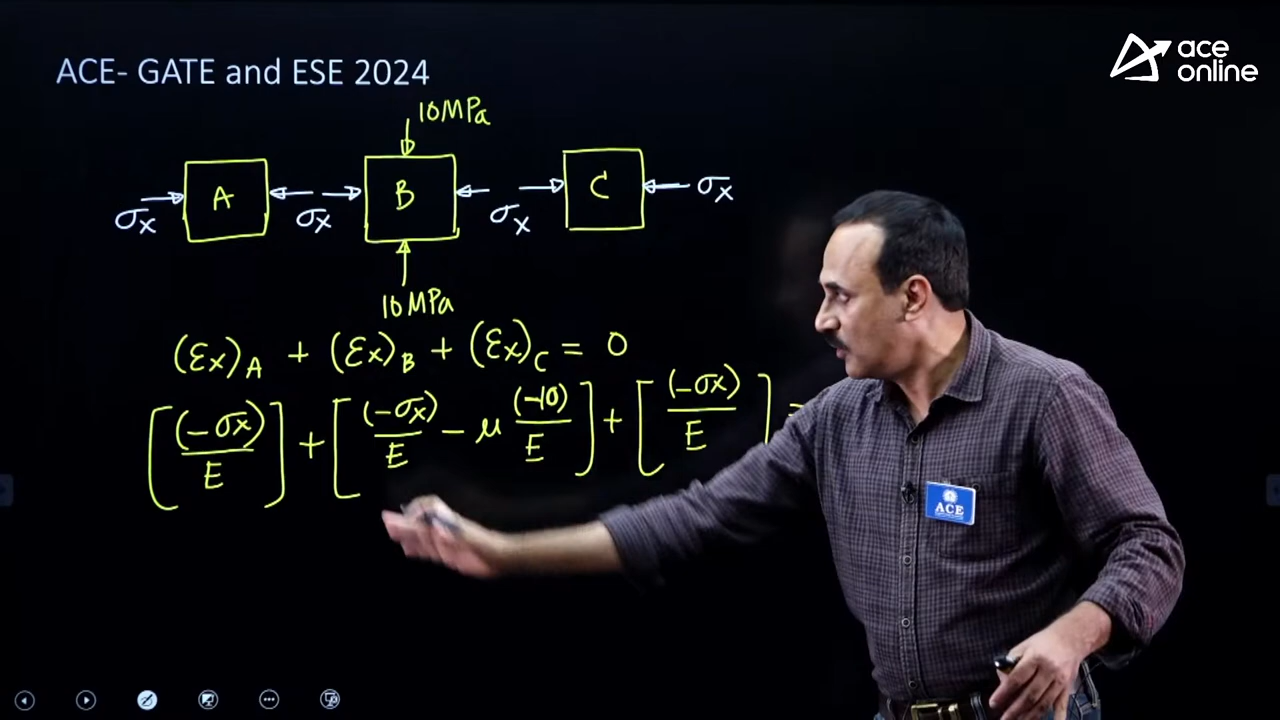 ace
online
ACE- GATE and ESE 2024
10MPa
A B C
σx σx σx σx
10MPa
(εx)A + (εx)B + (εx)C = 0
[(-σx)/E] + [(-σx)/E - μ (-10)/E] + [(-σx)/E] =
ACE